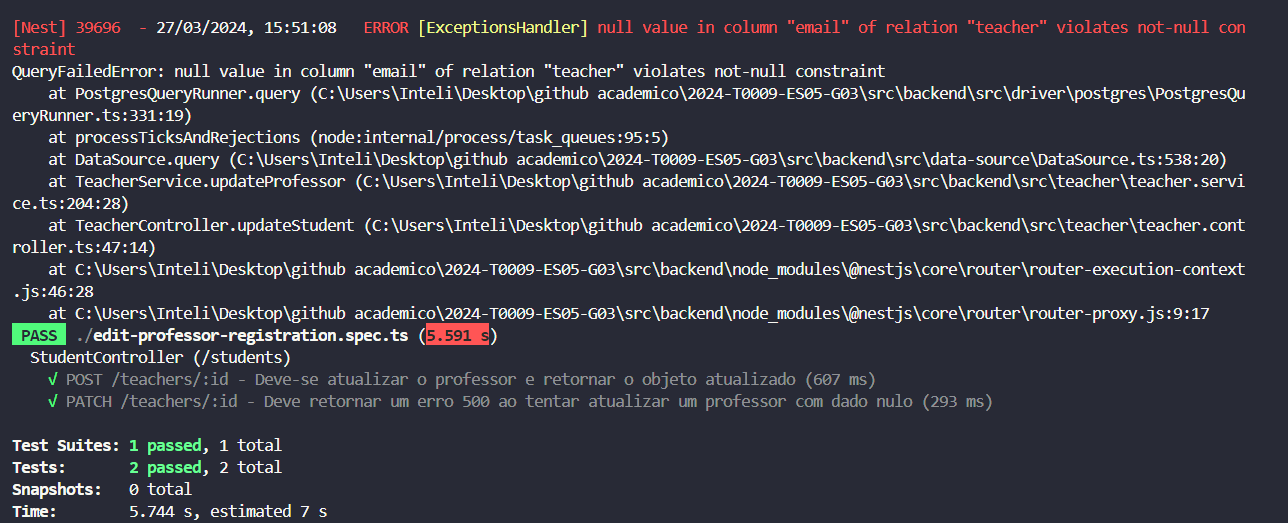 [Nest] 39696  - 27/03/2024, 15:51:08   ERROR [ExceptionsHandler] null value in column "email" of relation "teacher" violates not-null con
straint
QueryFailedError: null value in column "email" of relation "teacher" violates not-null constraint
    at PostgresQueryRunner.query (C:\Users\Inteli\Desktop\github academico\2024-T0009-ES05-G03\src\backend\src\driver\postgres\PostgresQu
eryRunner.ts:331:19)
    at processTicksAndRejections (node:internal/process/task_queues:95:5)
    at DataSource.query (C:\Users\Inteli\Desktop\github academico\2024-T0009-ES05-G03\src\backend\src\data-source\DataSource.ts:538:20)
    at TeacherService.updateProfessor (C:\Users\Inteli\Desktop\github academico\2024-T0009-ES05-G03\src\backend\src\teacher\teacher.servi
ce.ts:204:28)
    at TeacherController.updateStudent (C:\Users\Inteli\Desktop\github academico\2024-T0009-ES05-G03\src\backend\src\teacher\teacher.cont
roller.ts:47:14)
    at C:\Users\Inteli\Desktop\github academico\2024-T0009-ES05-G03\src\backend\node_modules\@nestjs\core\router\router-execution-context
.js:46:28
    at C:\Users\Inteli\Desktop\github academico\2024-T0009-ES05-G03\src\backend\node_modules\@nestjs\core\router\router-proxy.js:9:17
PASS ./edit-professor-registration.spec.ts (5.591 s)
  StudentController (/students)
    √ POST /teachers/:id - Deve-se atualizar o professor e retornar o objeto atualizado (607 ms)
    √ PATCH /teachers/:id - Deve retornar um erro 500 ao tentar atualizar um professor com dado nulo (293 ms)
Test Suites: 1 passed, 1 total
Tests:       2 passed, 2 total
Snapshots:   0 total
Time:        5.744 s, estimated 7 s